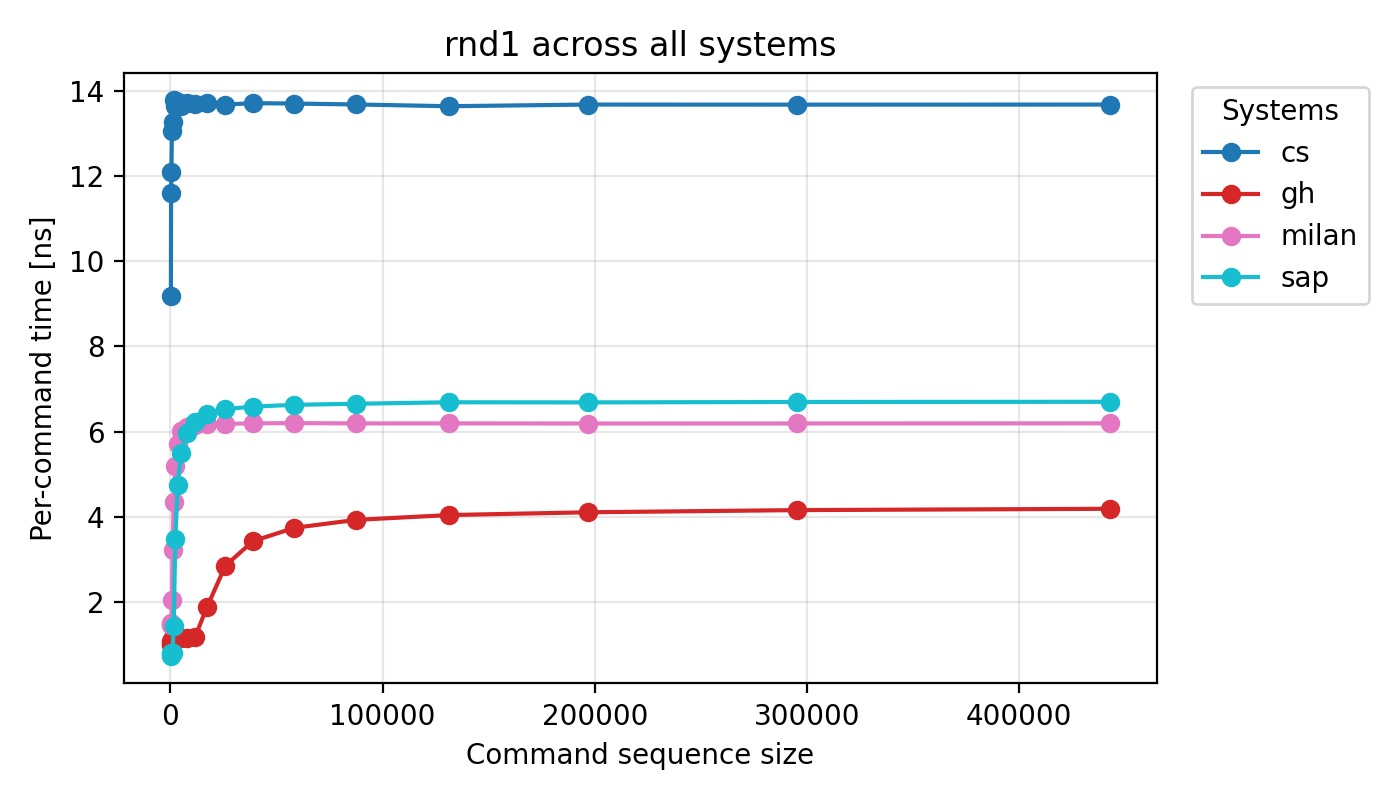 rnd1 across all systems
Per-command time [ns]
14
12
10
8
6
4
2
0
100000
200000
300000
400000
Command sequence size
Systems
cs
gh
milan
sap